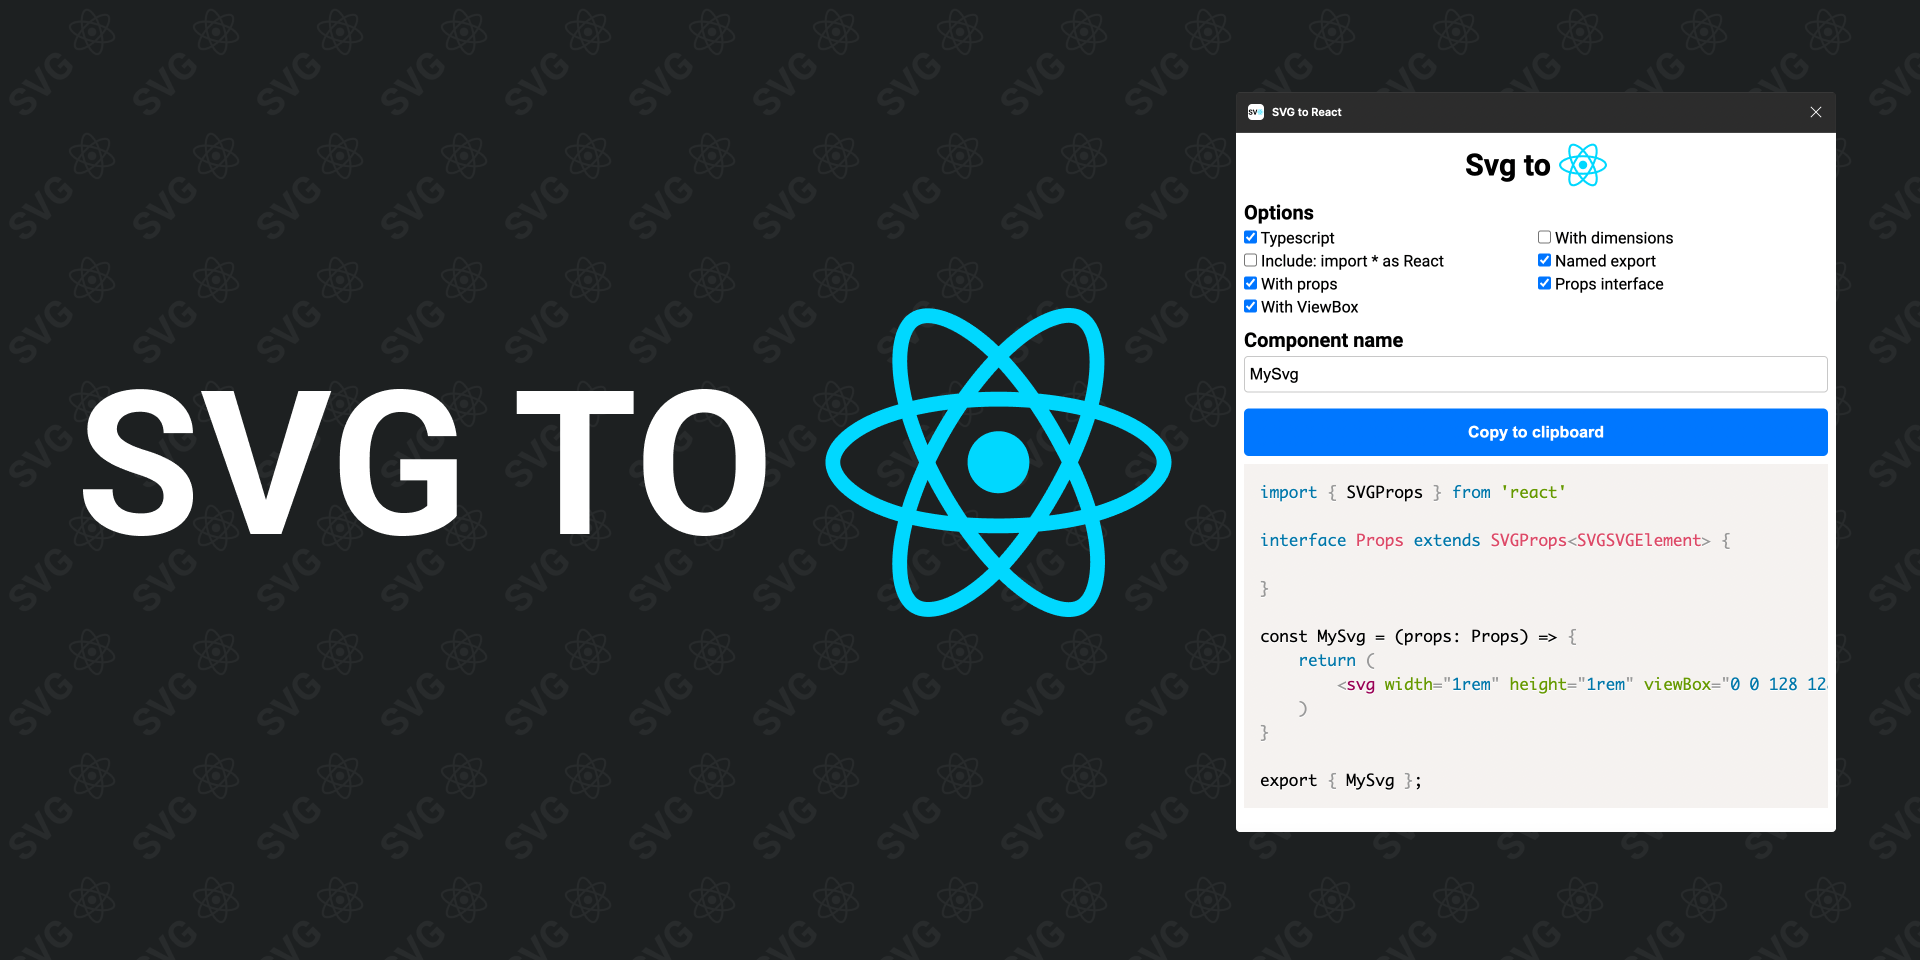 SVG TO
SVG to React
Svg to
Options
Typescript
With dimensions
Include: import * as React
Named export
With props
Props interface
With ViewBox
Component name
MySvg
Copy to clipboard
import { SVGProps } from 'react'
interface Props extends SVGProps<SVGSVGElement> {
}
const MySvg = (props: Props) => {
return (
<svg width="1rem" height="1rem" viewBox="0 0 128 12
)
}
export { MySvg };